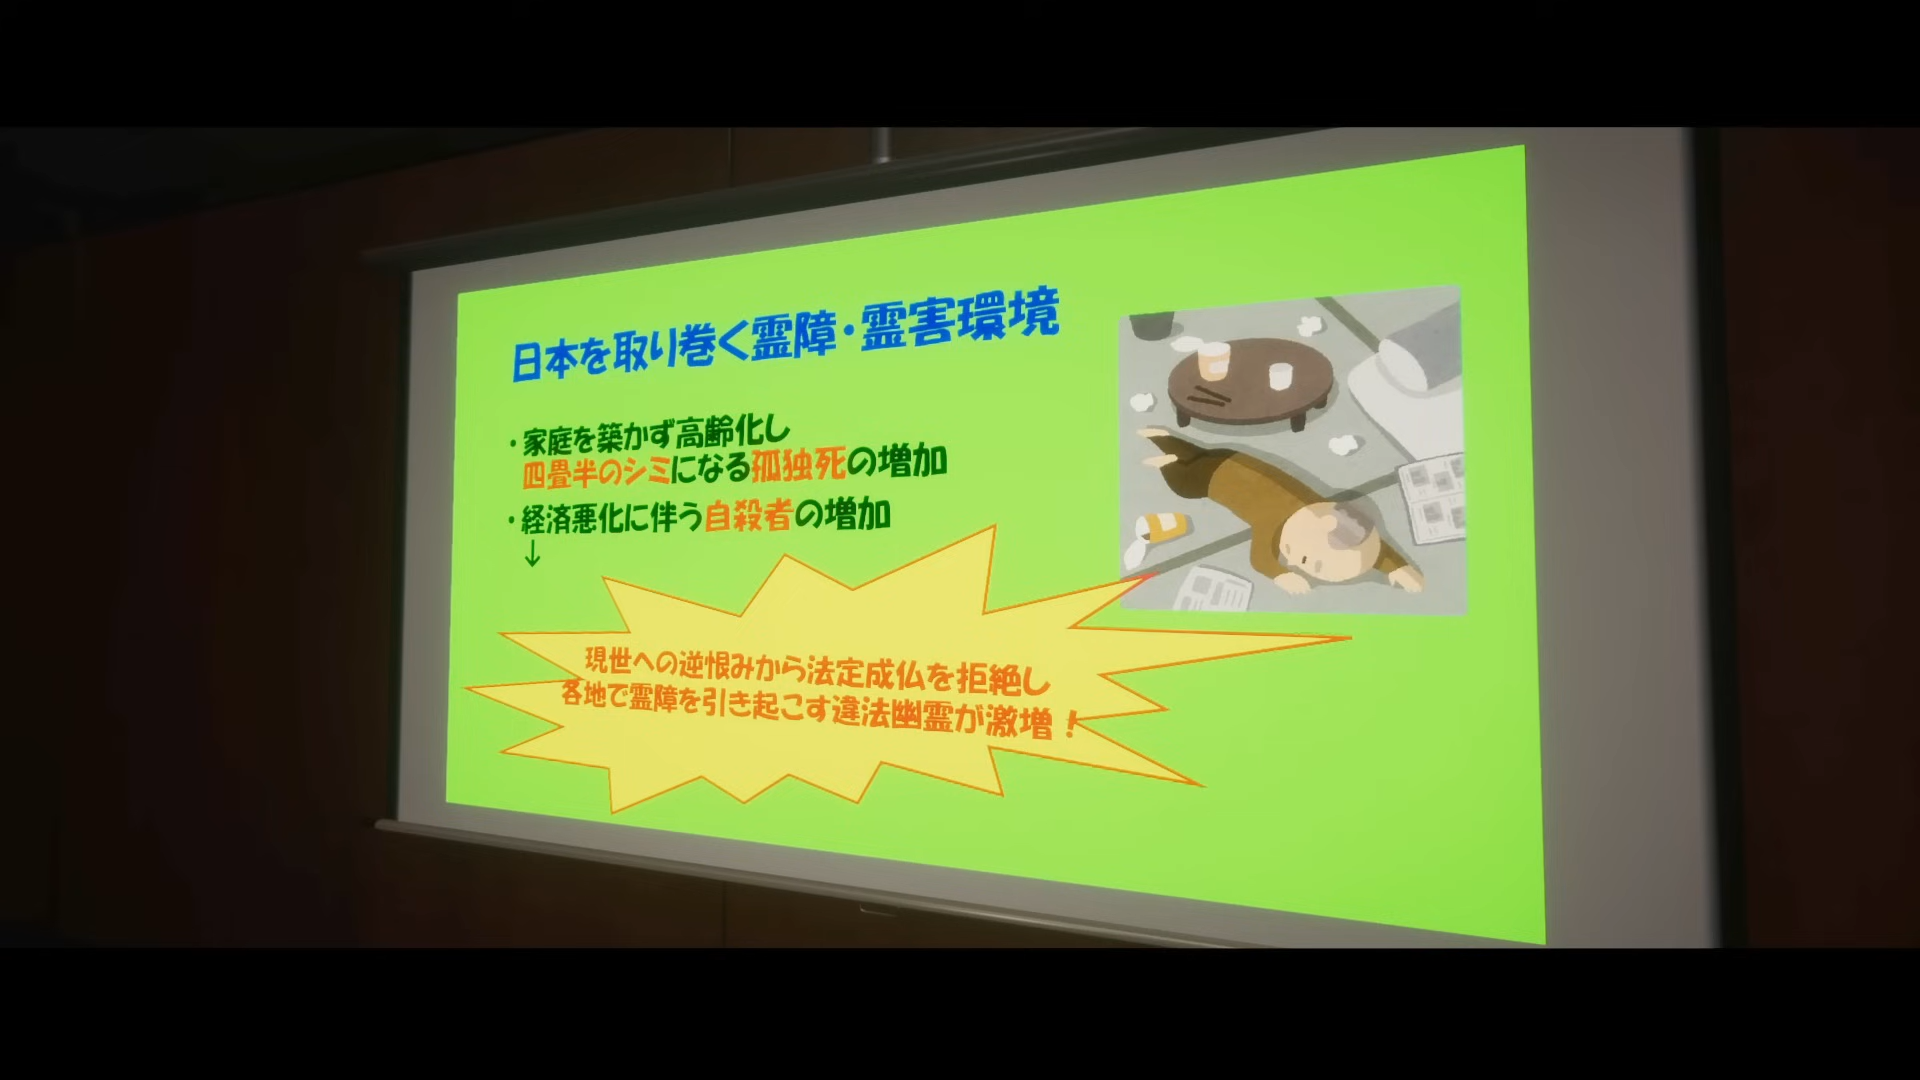 日本を取り巻く霊障・霊害環境
・家庭を築かず高齢化し
四畳半のシミになる孤独死の増加
・経済悪化に伴う自殺者の増加
↓
現世への逆恨みから法定成仏を拒絶し
各地で霊障を引き起こす違法幽霊が激増！